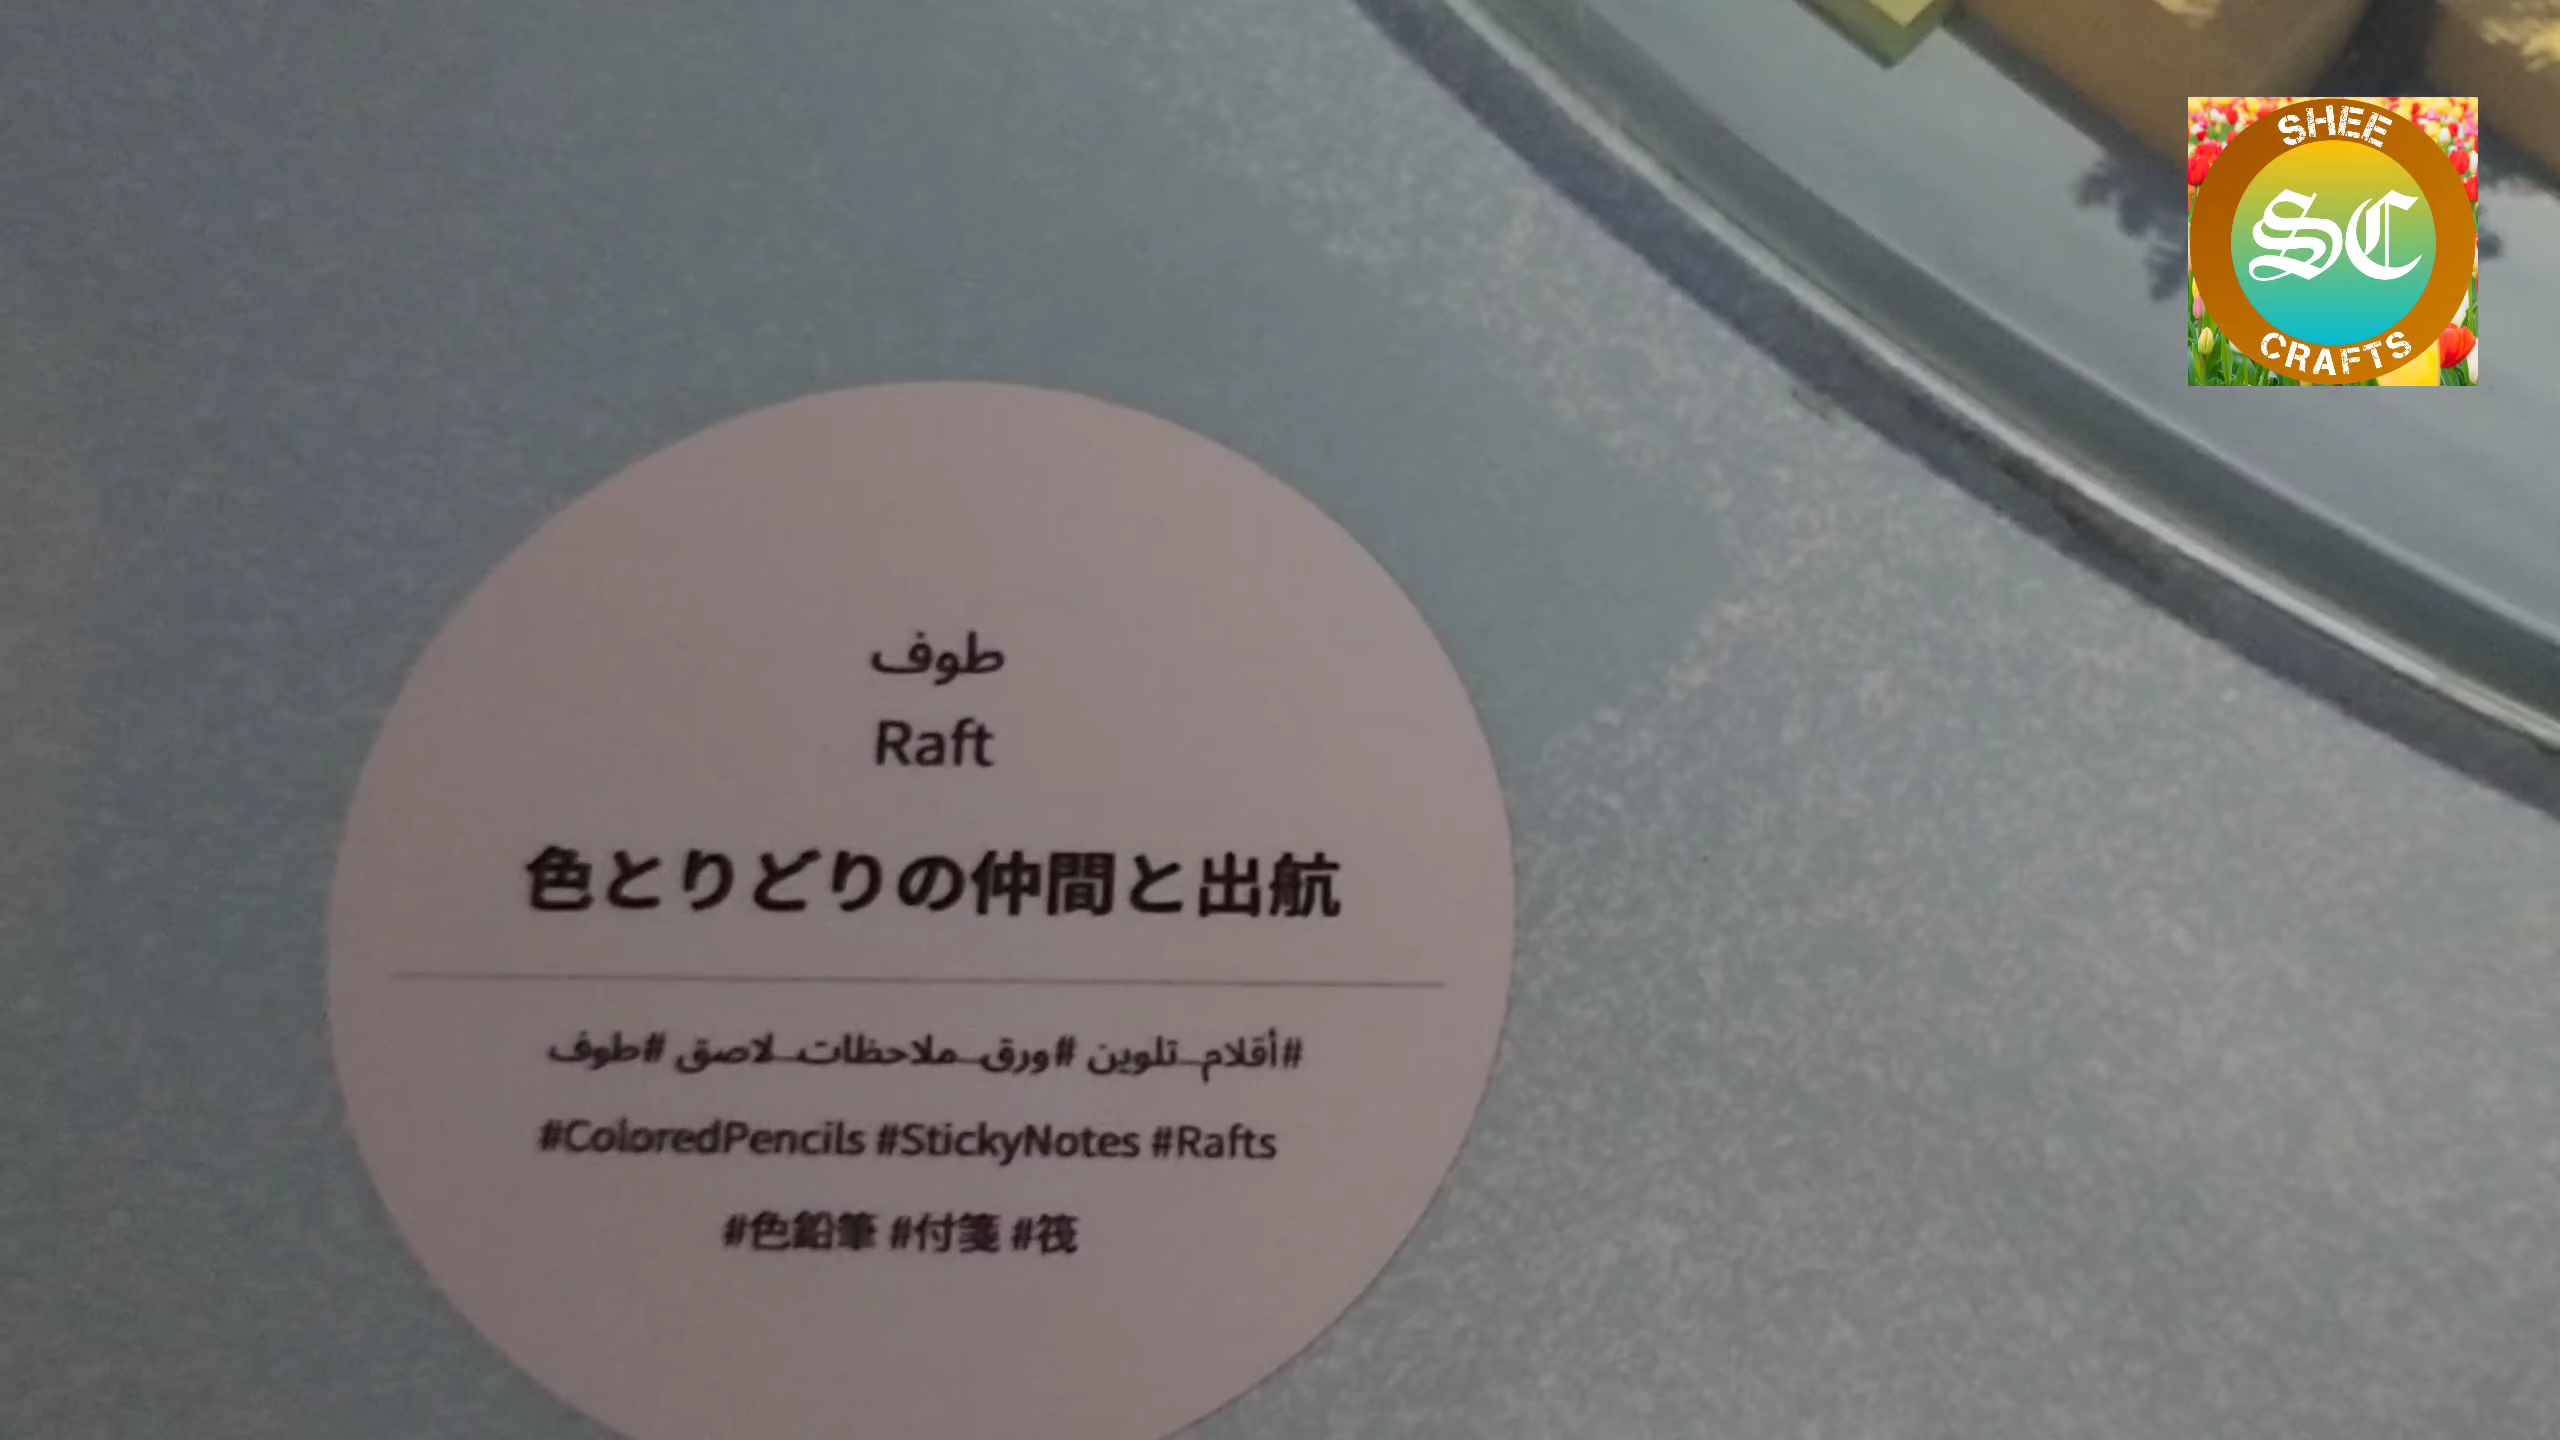 طوف
Raft
色とりどりの仲間と出航
#أقلام_تلوين #ورق_ملاحظات_لاصق #طوف
#ColoredPencils #StickyNotes #Rafts
#色鉛筆 #付箋 #筏
SHEE
SC
CRAFTS